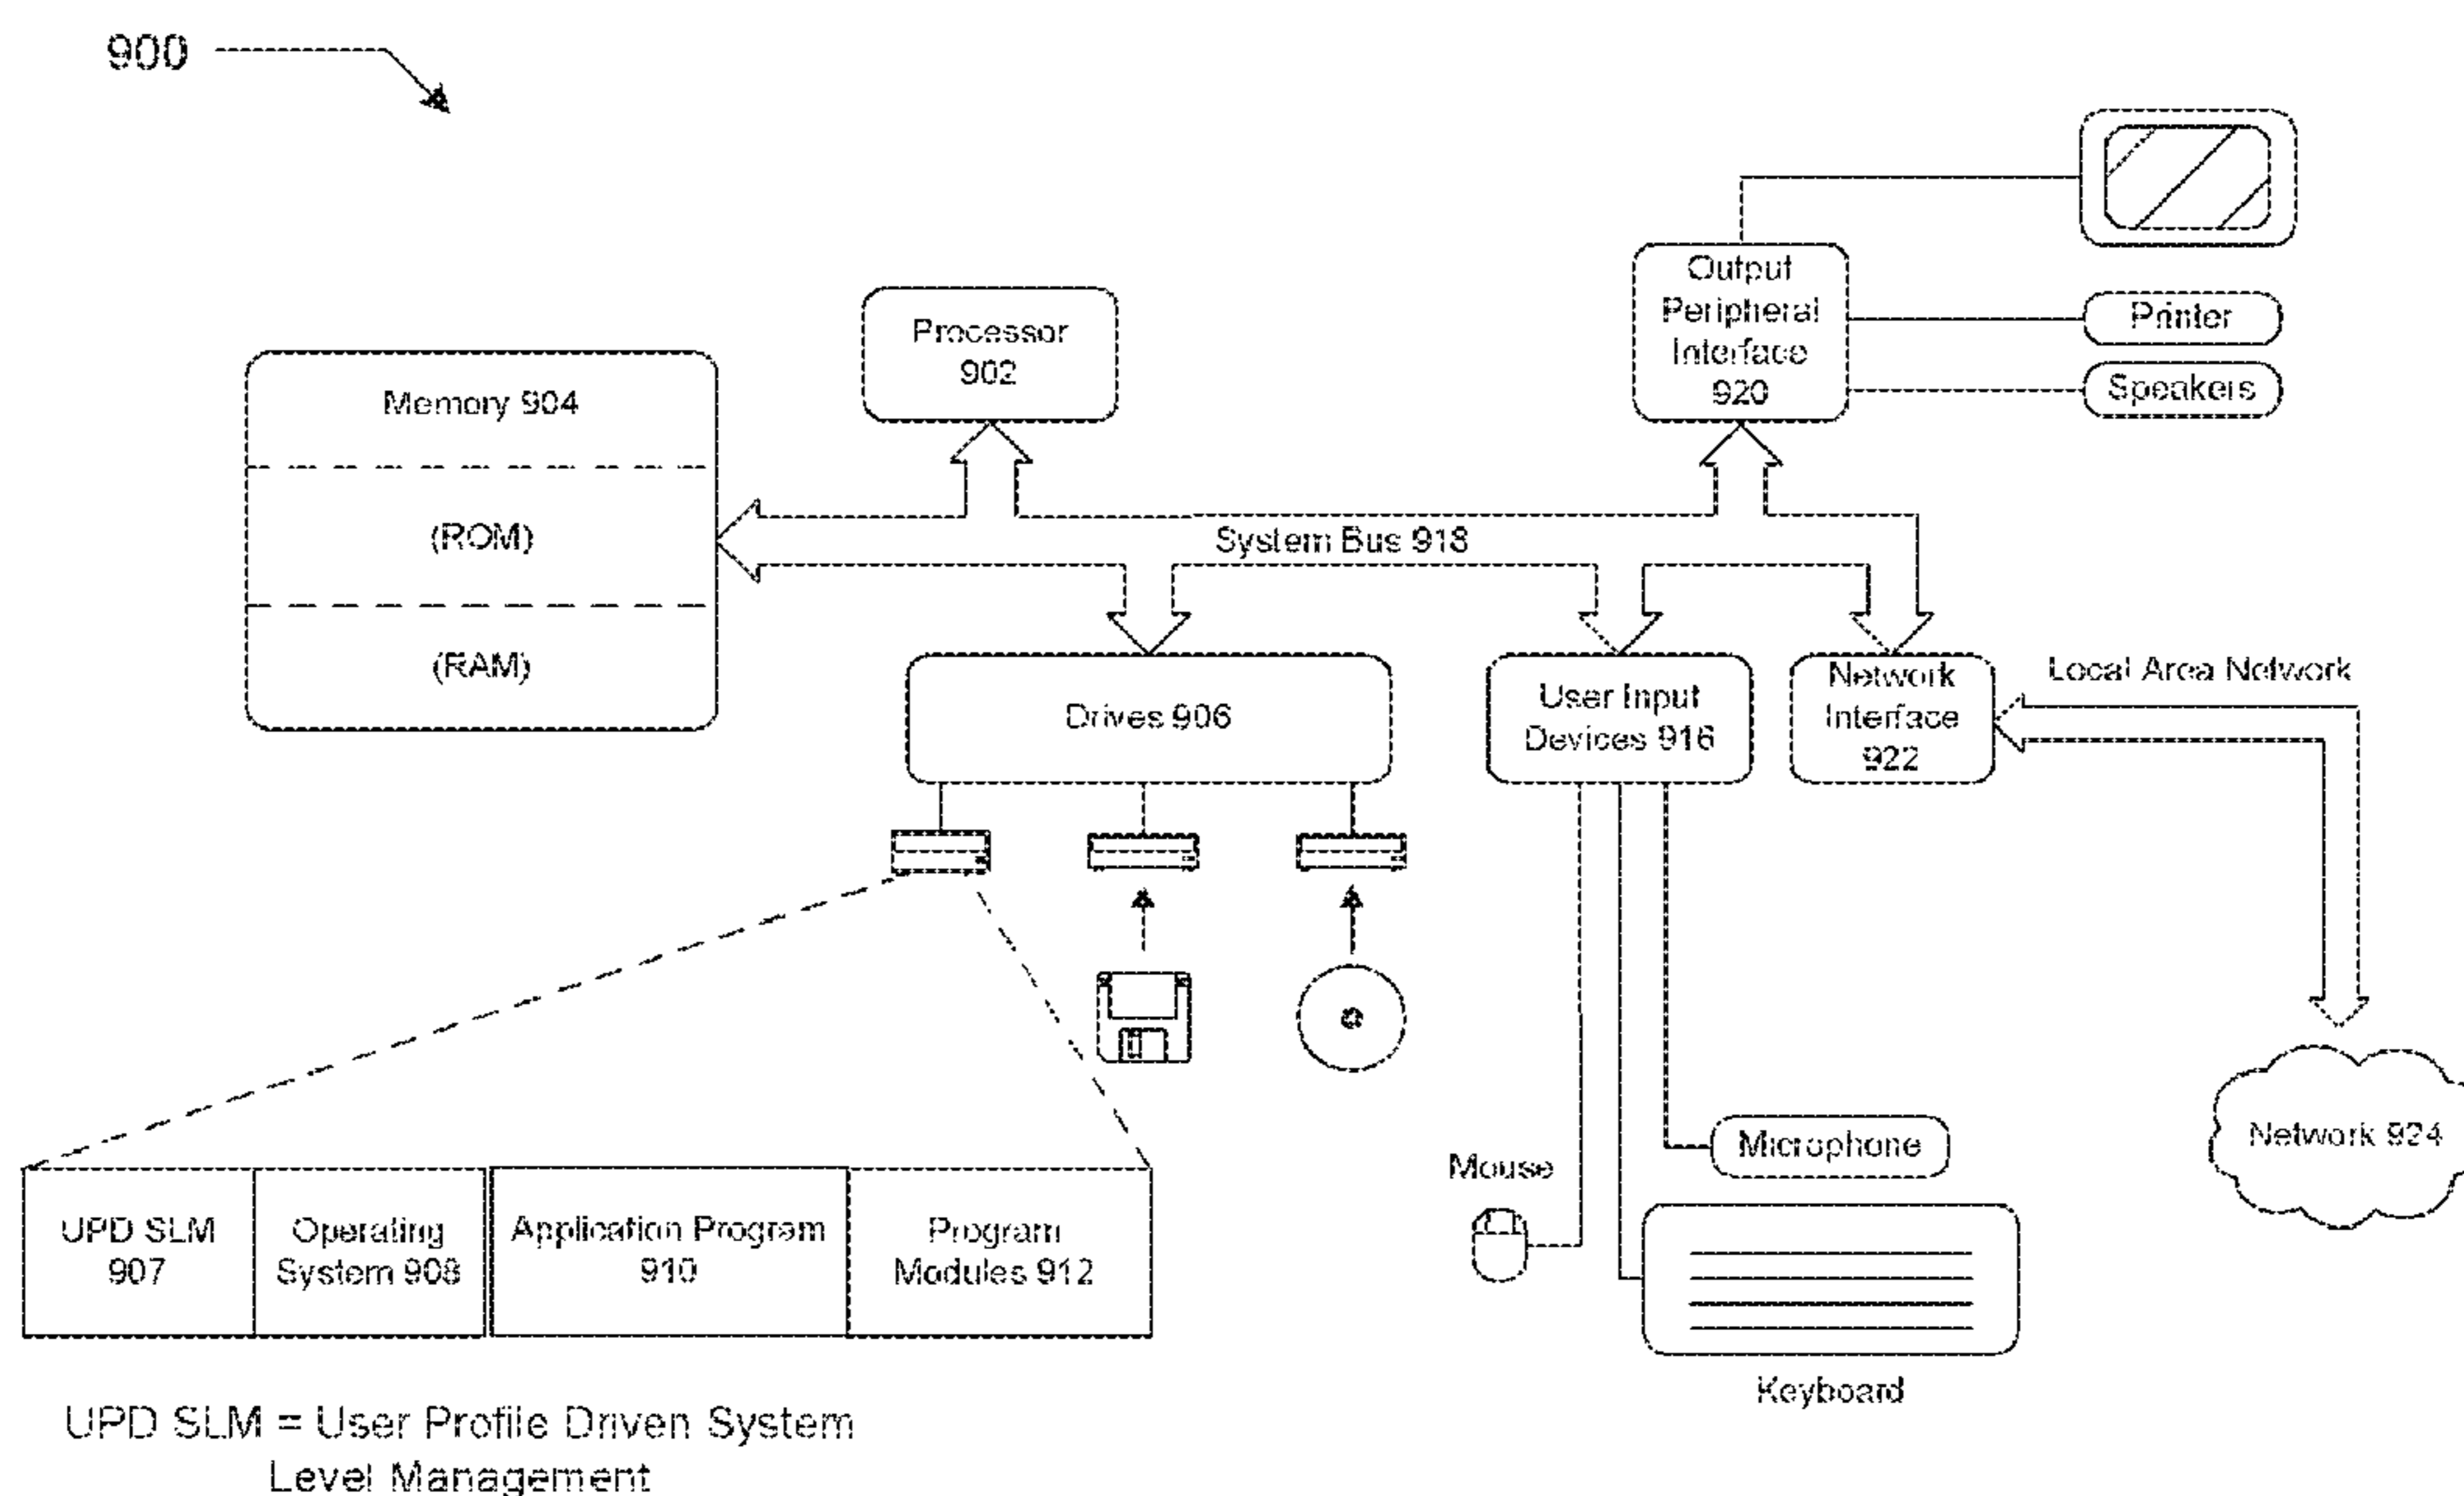 900
Output
Peripheral
Interface
920
Printer
Speakers
Processor
902
Memory 904
(ROM)
(RAM)
System Bus 918
Drives 906
User Input
Devices 916
Network
Interface
922
Local Area Network
Network 924
Microphone
Mouse
Keyboard
UPD SLM
907
Operating
System 908
Application Program
910
Program
Modules 912
UPD SLM = User Profile Driven System
Level Management